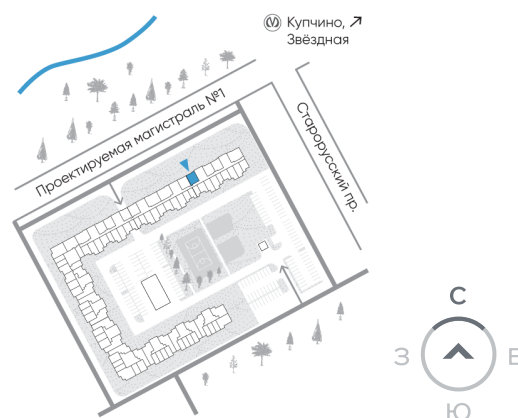 Купчино, ↗
Звёздная
Проектируемая магистраль №1
Старорусский пр.
С
З
В
Ю